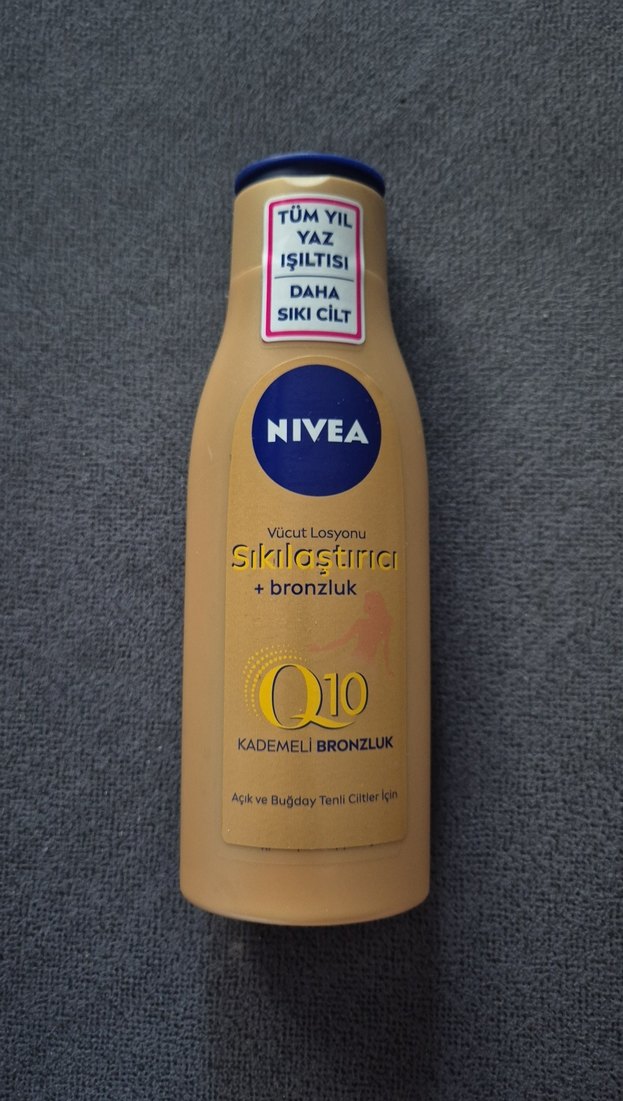 TÜM YIL
YAZ
IŞILTISI
DAHA
SIKI CİLT
NIVEA
Vücut Losyonu
Sıkılaştırıcı
+ bronzluk
Q10
KADEMELİ BRONZLUK
Açık ve Buğday Tenli Ciltler İçin